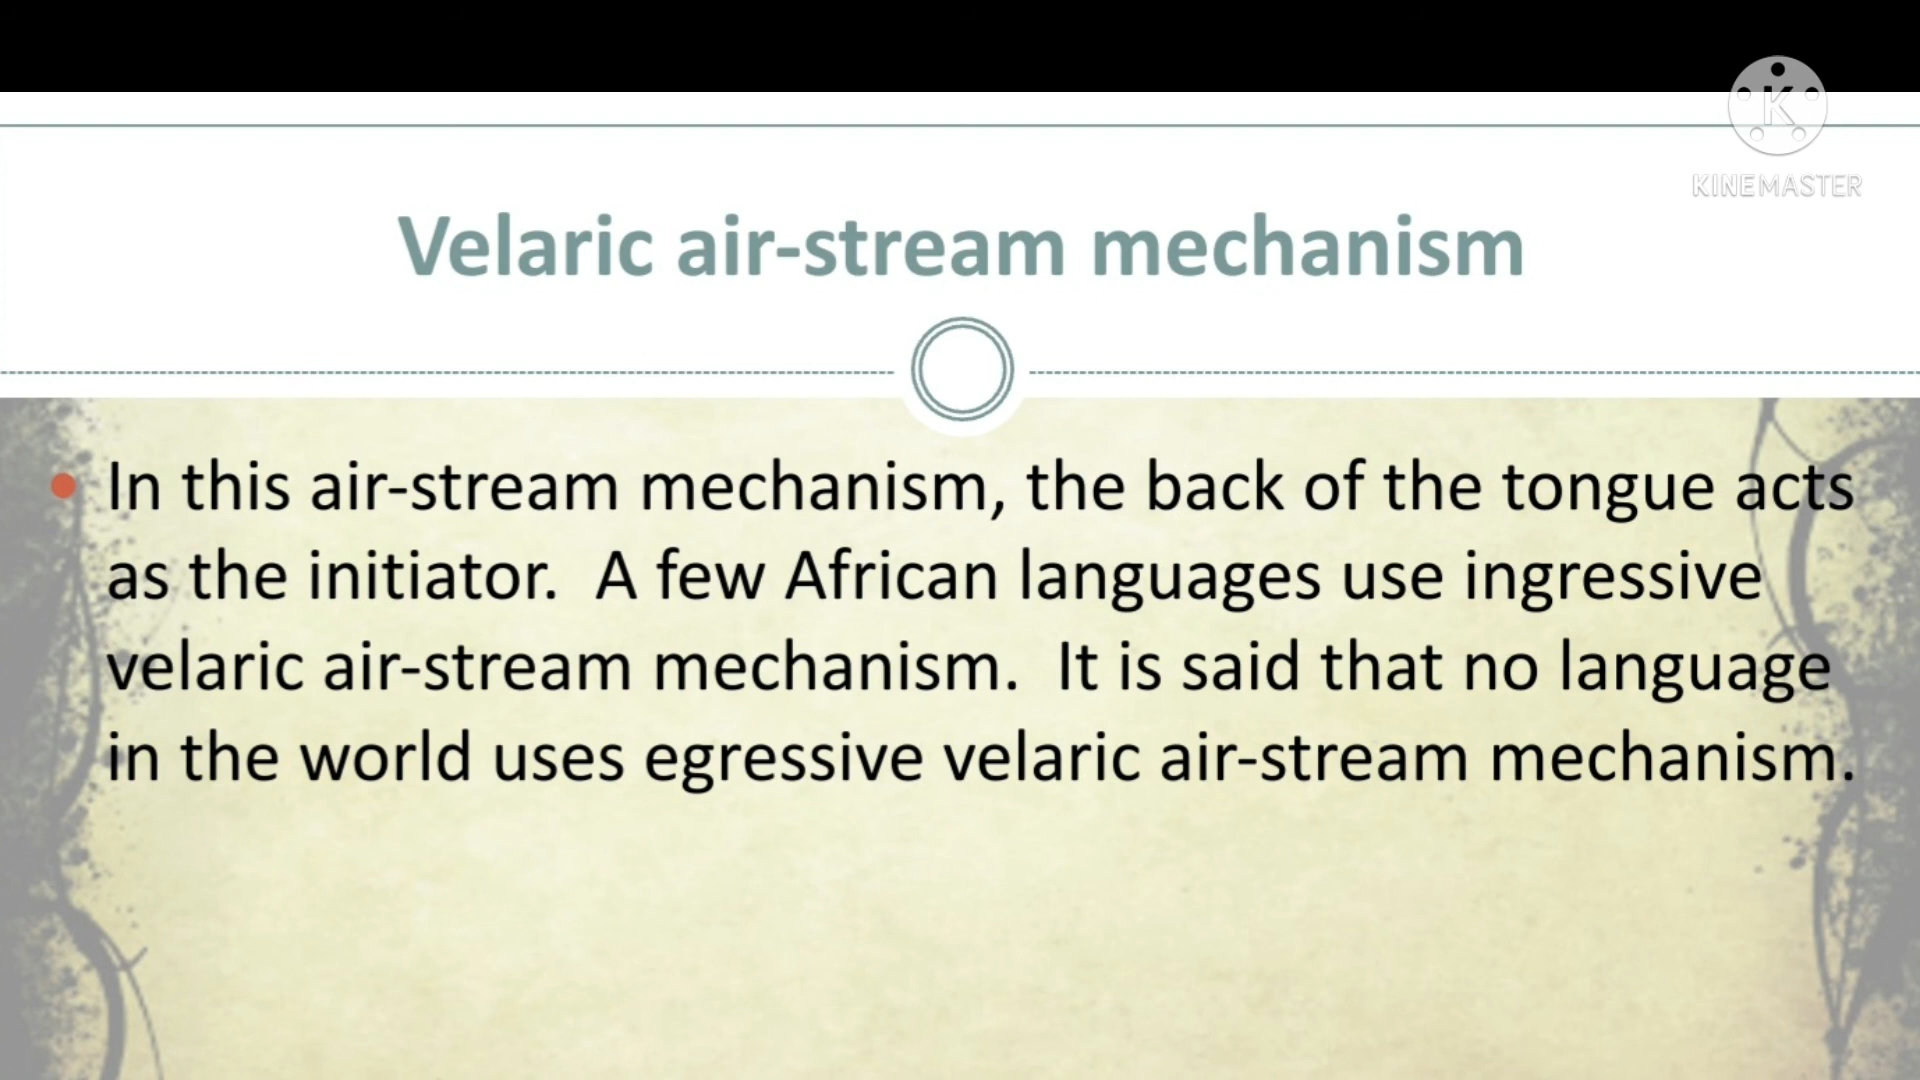 K
KINEMASTER
Velaric air-stream mechanism
In this air-stream mechanism, the back of the tongue acts
as the initiator.  A few African languages use ingressive
velaric air-stream mechanism.  It is said that no language
in the world uses egressive velaric air-stream mechanism.